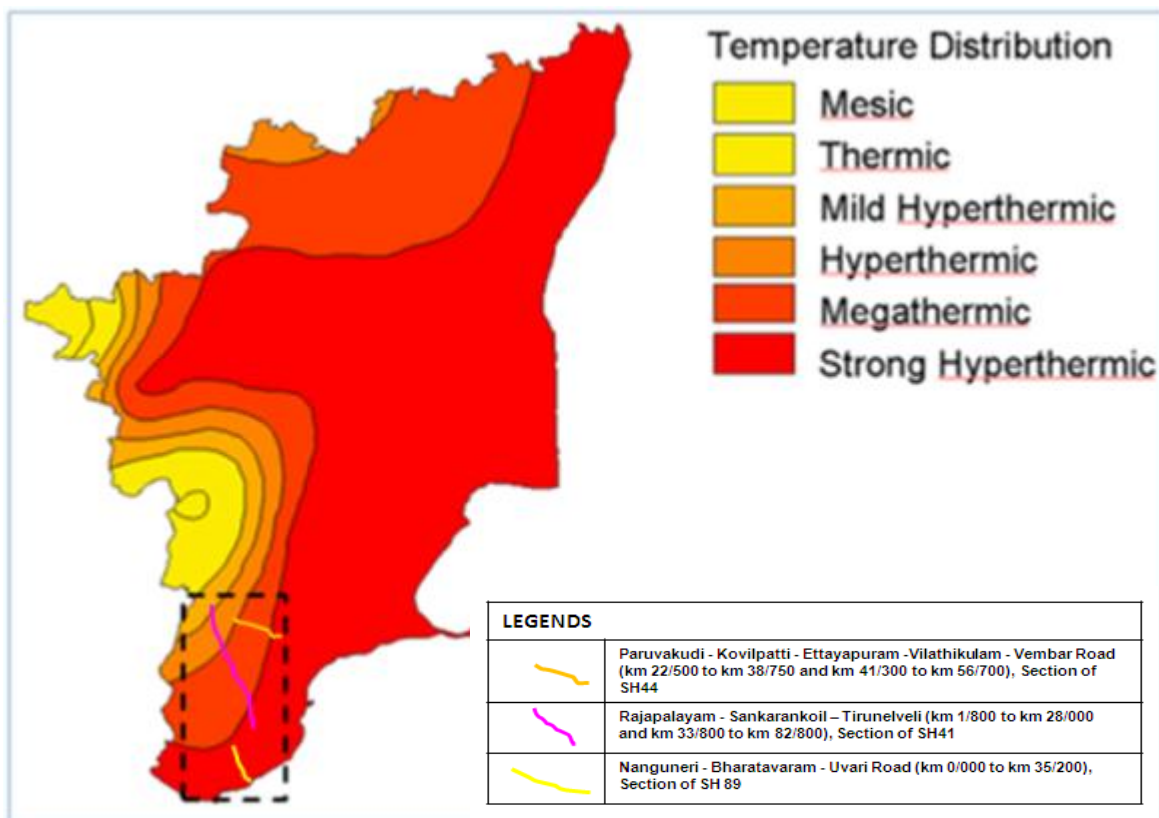 Temperature Distribution
Mesic
Thermic
Mild Hyperthermic
Hyperthermic
Megathermic
Strong Hyperthermic
LEGENDS
Paruvakudi - Kovilpatti - Ettayapuram -Vilathikulam - Vembar Road
(km 22/500 to km 38/750 and km 41/300 to km 56/700), Section of
SH44
Rajapalayam - Sankarankoil – Tirunelveli (km 1/800 to km 28/000
and km 33/800 to km 82/800), Section of SH41
Nanguneri - Bharatavaram - Uvari Road (km 0/000 to km 35/200),
Section of SH 89